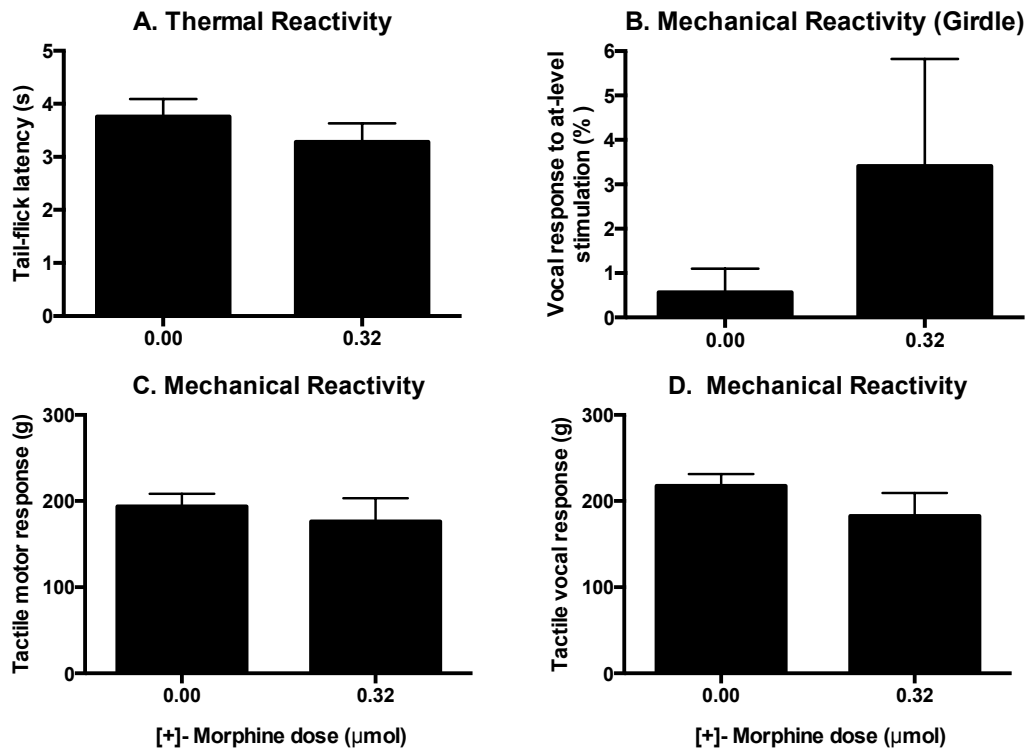 A. Thermal Reactivity
Tail-flick latency (s)
5
4
3
2
1
0
0.00
0.32
B. Mechanical Reactivity (Girdle)
Vocal response to at-level
stimulation (% )
6
5
4
3
2
1
0
0.00
0.32
C. Mechanical Reactivity
Tactile motor response (g)
300
200
100
0
0.00
0.32
[+]- Morphine dose (μmol)
D. Mechanical Reactivity
Tactile vocal response (g)
300
200
100
0
0.00
0.32
[+]- Morphine dose (μmol)